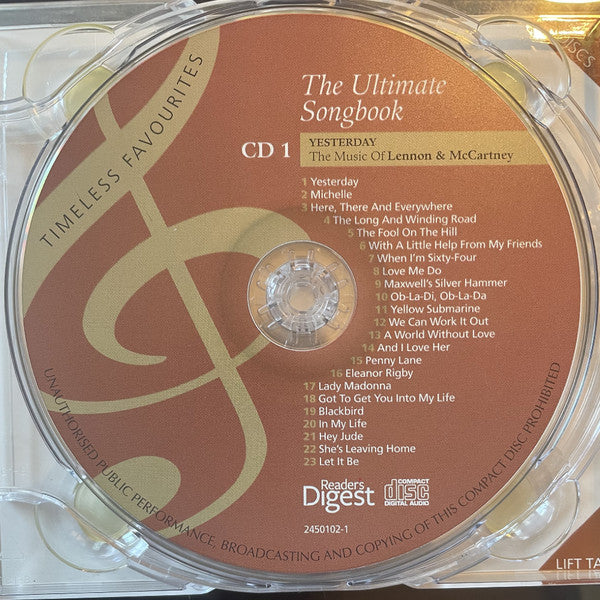 The Ultimate
Songbook
CD 1
YESTERDAY
The Music Of Lennon & McCartney
TIMELESS FAVOURITES
1 Yesterday
2 Michelle
3 Here, There And Everywhere
4 The Long And Winding Road
5 The Fool On The Hill
6 With A Little Help From My Friends
7 When I'm Sixty-Four
8 Love Me Do
9 Maxwell's Silver Hammer
10 Ob-La-Di, Ob-La-Da
11 Yellow Submarine
12 We Can Work It Out
13 A World Without Love
14 And I Love Her
15 Penny Lane
16 Eleanor Rigby
17 Lady Madonna
18 Got To Get You Into My Life
19 Blackbird
20 In My Life
21 Hey Jude
22 She's Leaving Home
23 Let It Be
Readers
Digest
COMPACT
disc
DIGITAL AUDIO
2450102-1
UNAUTHORISED PUBLIC PERFORMANCE, BROADCASTING AND COPYING OF THIS COMPACT DISC PROHIBITED
DISCS
LIFT TA